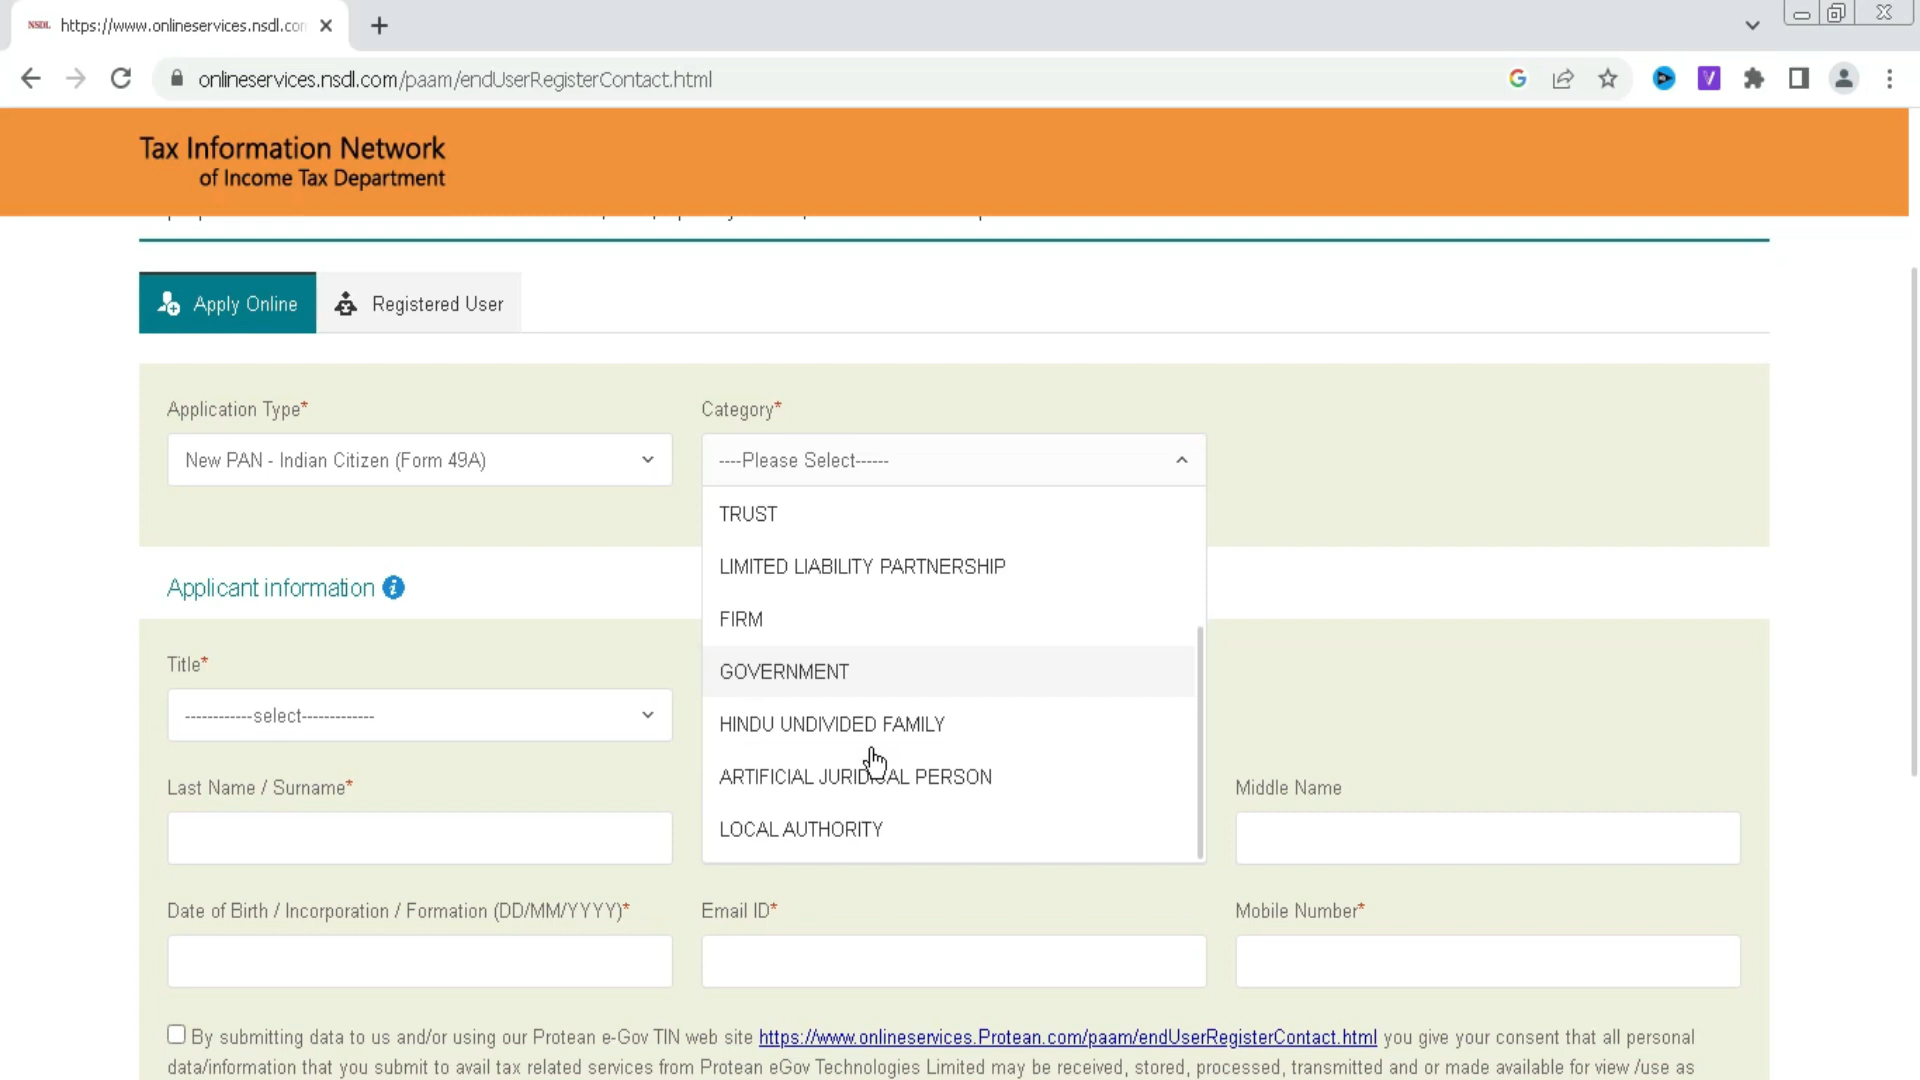 NSDL https://www.onlineservices.nsdl.co
onlineservices.nsdl.com/paam/endUserRegisterContact.html
Tax Information Network
of Income Tax Department
Apply Online Registered User
Application Type* Category*
New PAN - Indian Citizen (Form 49A) ----Please Select------
TRUST
LIMITED LIABILITY PARTNERSHIP
Applicant information
FIRM
Title*
GOVERNMENT
------------select-------------
HINDU UNDIVIDED FAMILY
ARTIFICIAL JURIDICAL PERSON
Last Name / Surname* Middle Name
LOCAL AUTHORITY
Date of Birth / Incorporation / Formation (DD/MM/YYYY)* Email ID* Mobile Number*
By submitting data to us and/or using our Protean e-Gov TIN web site https://www.onlineservices.Protean.com/paam/endUserRegisterContact.html you give your consent that all personal
data/information that you submit to avail tax related services from Protean eGov Technologies Limited may be received, stored, processed, transmitted and or made available for view /use as